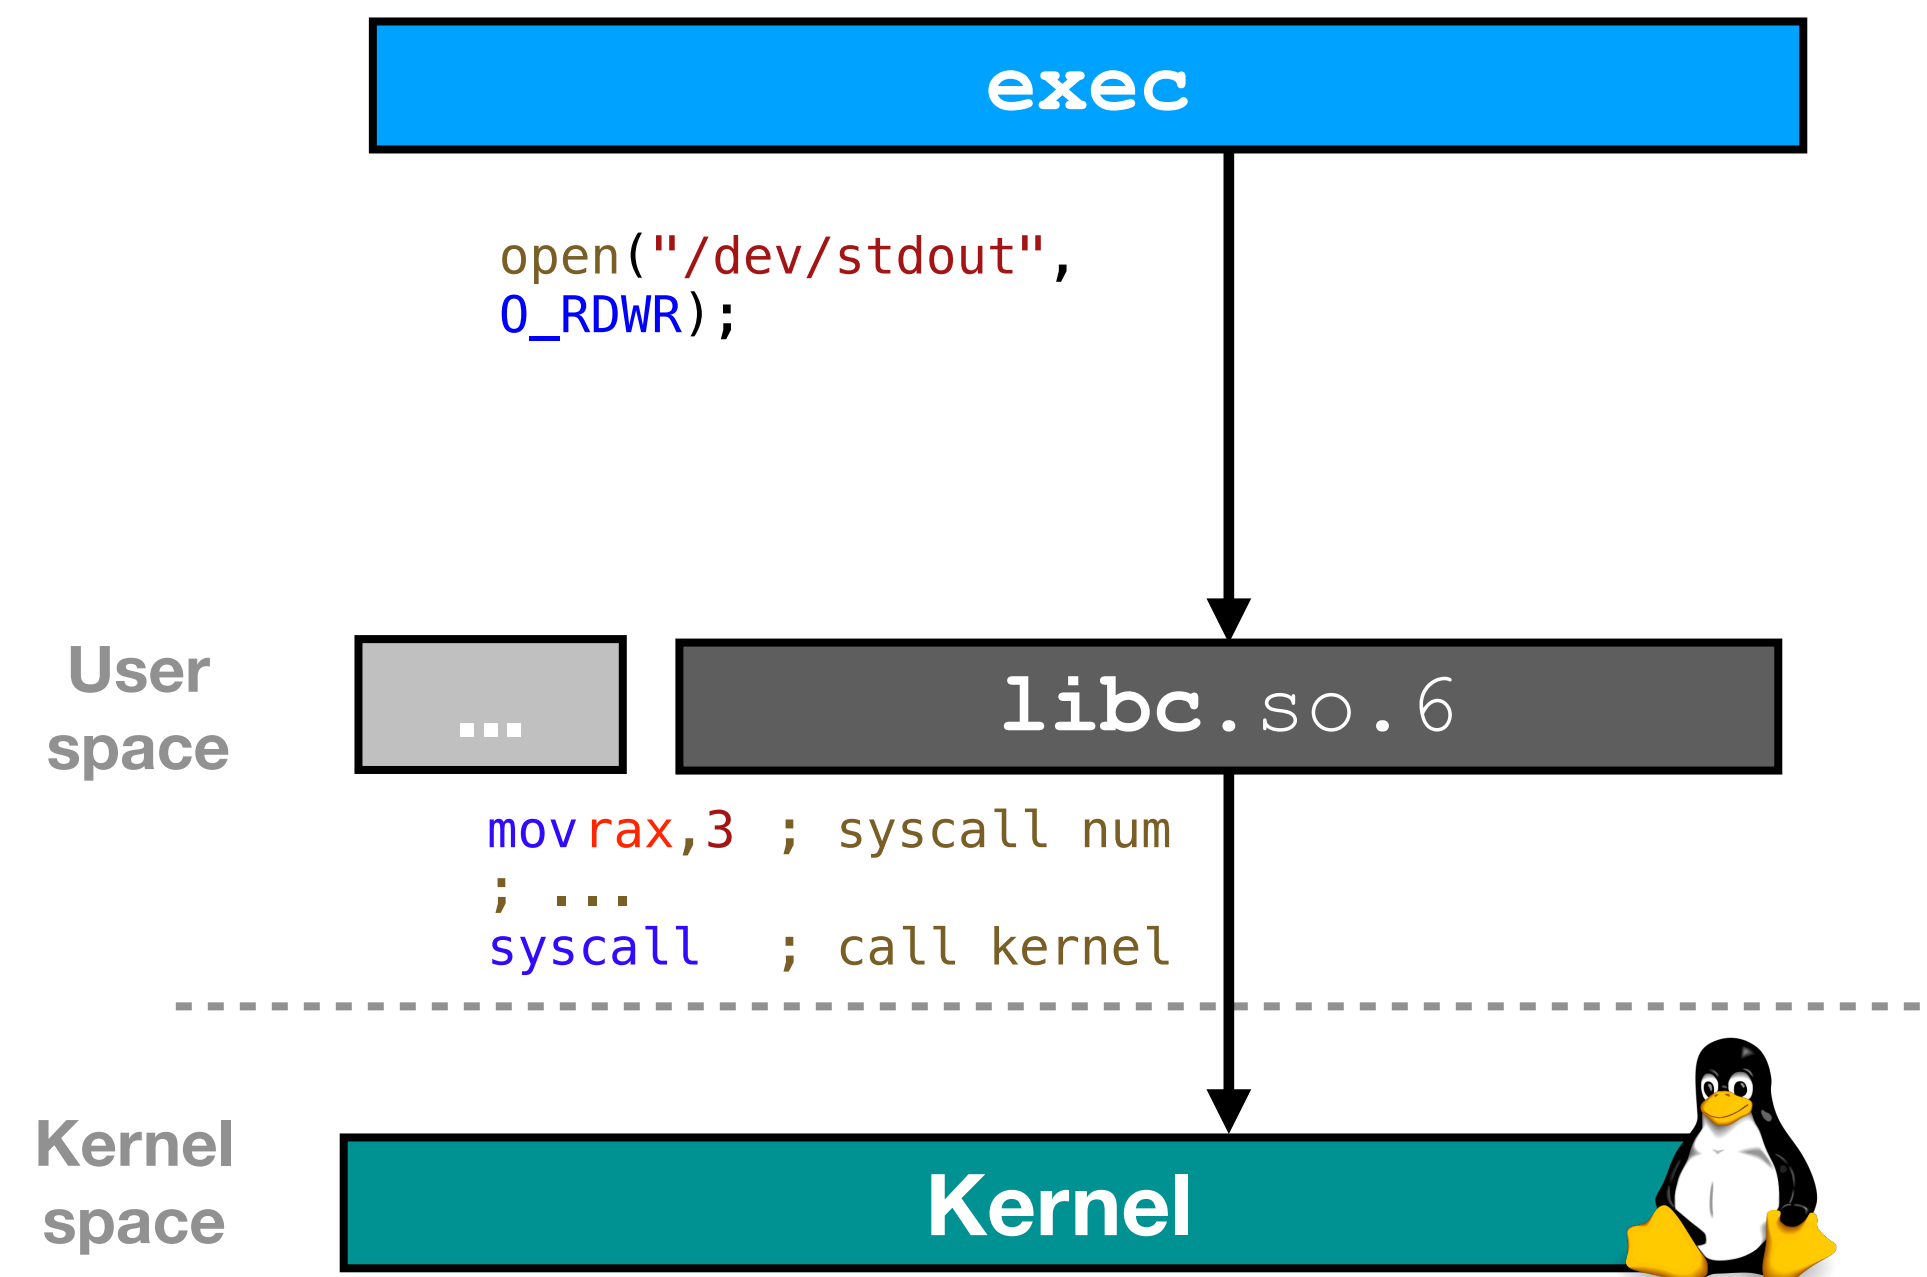 exec
open("/dev/stdout",
O_RDWR);
User
space
...
libc.so.6
mov rax,3 ; syscall num
; ...
syscall ; call kernel
Kernel
space
Kernel